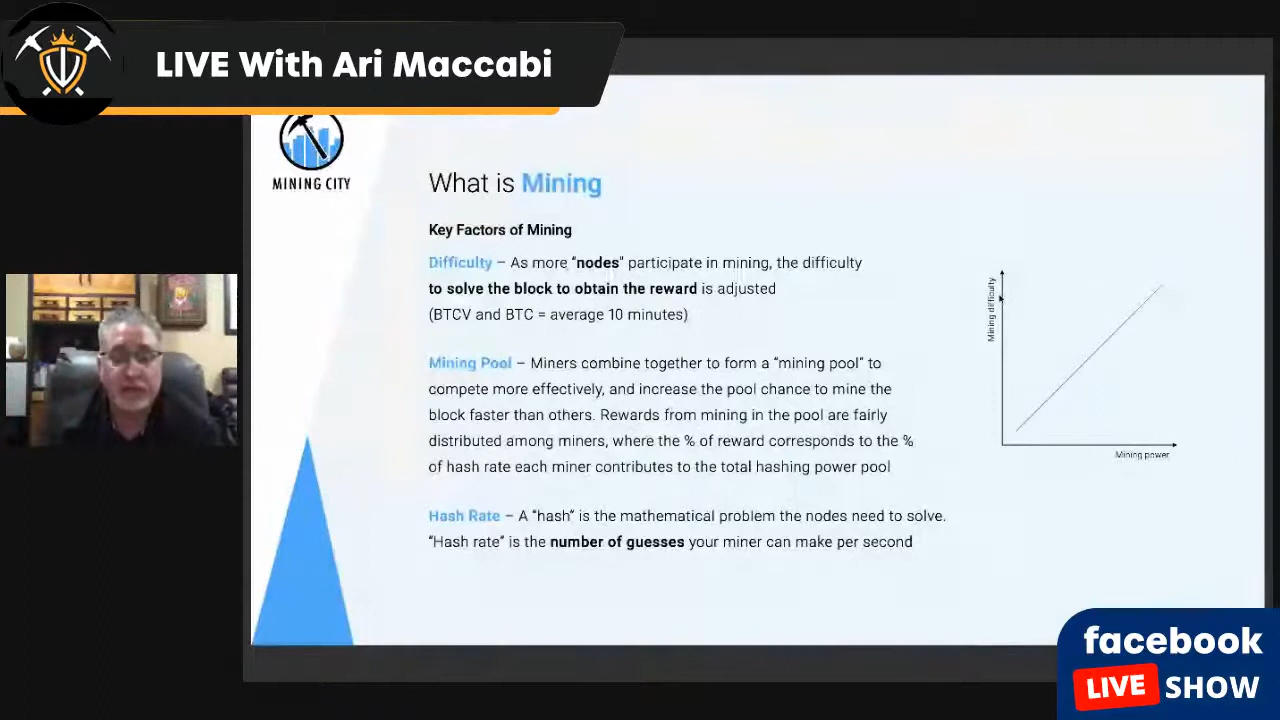 LIVE With Ari Maccabi
MINING CITY
What is Mining
Key Factors of Mining
Difficulty – As more “nodes” participate in mining, the difficulty
to solve the block to obtain the reward is adjusted
(BTCV and BTC = average 10 minutes)
Mining Pool – Miners combine together to form a “mining pool” to
compete more effectively, and increase the pool chance to mine the
block faster than others. Rewards from mining in the pool are fairly
distributed among miners, where the % of reward corresponds to the %
of hash rate each miner contributes to the total hashing power pool
Hash Rate – A “hash” is the mathematical problem the nodes need to solve.
“Hash rate” is the number of guesses your miner can make per second
Mining difficulty
Mining power
facebook
LIVE SHOW